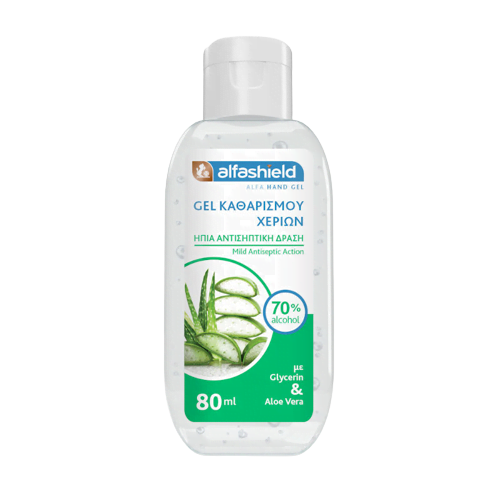 alfashield
ALFA HAND GEL
GEL ΚΑΘΑΡΙΣΜΟΥ
ΧΕΡΙΩΝ
ΗΠΙΑ ΑΝΤΙΣΗΠΤΙΚΗ ΔΡΑΣΗ
Mild Antiseptic Action
70%
alcohol
με
Glycerin
&
Aloe Vera
80ml